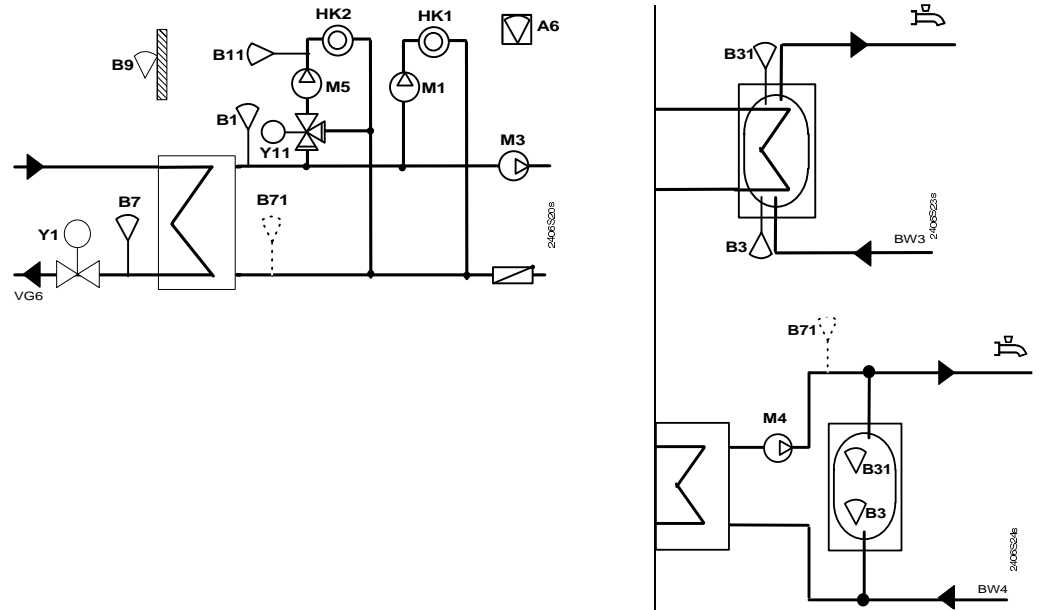 HK2
HK1
A6
B11
B9
M5
M1
B1
Y11
M3
B71
B7
Y1
VG6
2406S20s
B31
B3
BW3
2406S23s
B71
M4
B31
B3
BW4
2406S24s